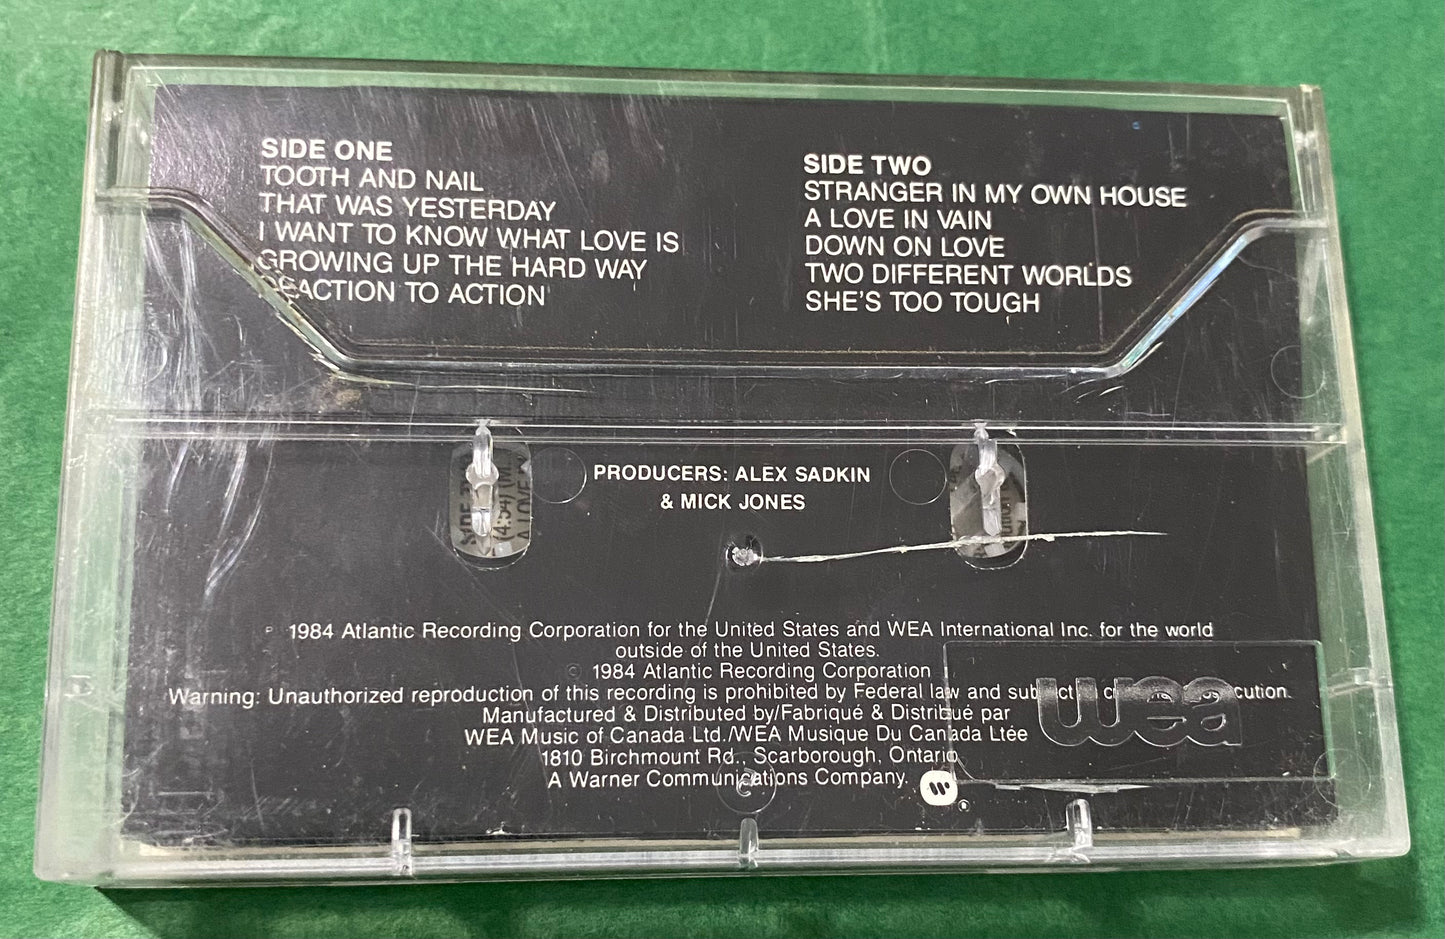 SIDE ONE
TOOTH AND NAIL
THAT WAS YESTERDAY
I WANT TO KNOW WHAT LOVE IS
GROWING UP THE HARD WAY
REACTION TO ACTION
SIDE TWO
STRANGER IN MY OWN HOUSE
A LOVE IN VAIN
DOWN ON LOVE
TWO DIFFERENT WORLDS
SHE'S TOO TOUGH
PRODUCERS: ALEX SADKIN
& MICK JONES
(4:54)
A LOVE
℗ 1984 Atlantic Recording Corporation for the United States and WEA International Inc. for the world
outside of the United States.
© 1984 Atlantic Recording Corporation
Warning: Unauthorized reproduction of this recording is prohibited by Federal law and subject
Manufactured & Distributed by/Fabriqué & Distribué par
WEA Music of Canada Ltd./WEA Musique Du Canada Ltée
1810 Birchmount Rd., Scarborough, Ontario
A Warner Communications Company.
wea
®